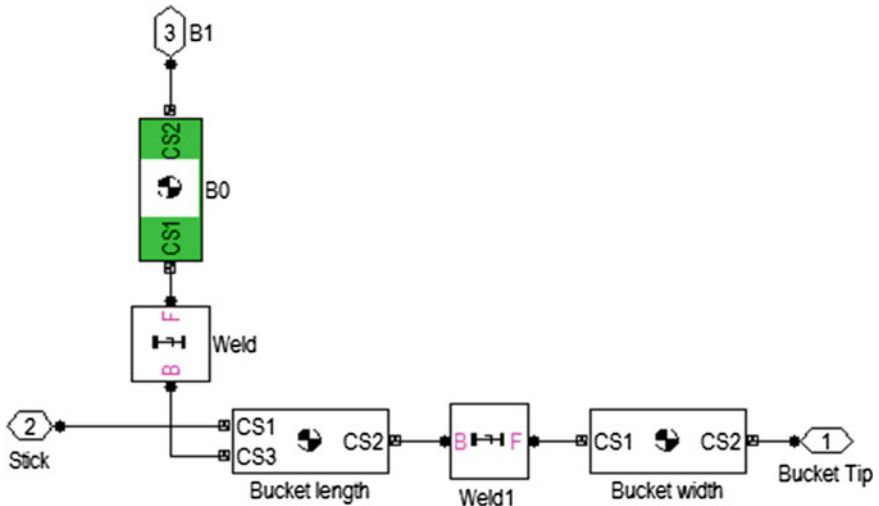 3 B1
CS2
B0
CS1
F
Weld
B
2
CS1
CS3
CS2
B F
CS1
CS2
1
Stick
Bucket length
Weld1
Bucket width
Bucket Tip